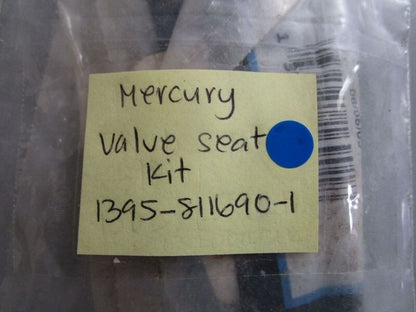 Mercury
valve seat
Kit
1395-811690-1